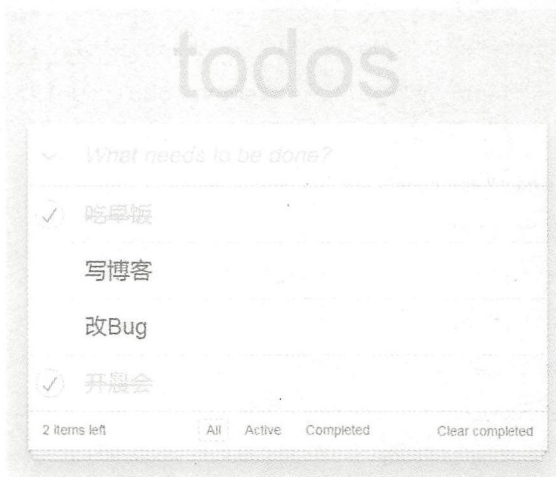 todos
What needs to be done?
吃早饭
写博客
改Bug
开晨会
2 items left All Active Completed Clear completed